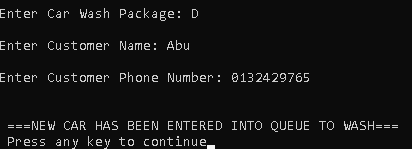 Enter Car Wash Package: D
Enter Customer Name: Abu
Enter Customer Phone Number: 0132429765
===NEW CAR HAS BEEN ENTERED INTO QUEUE TO WASH===
Press any key to continue